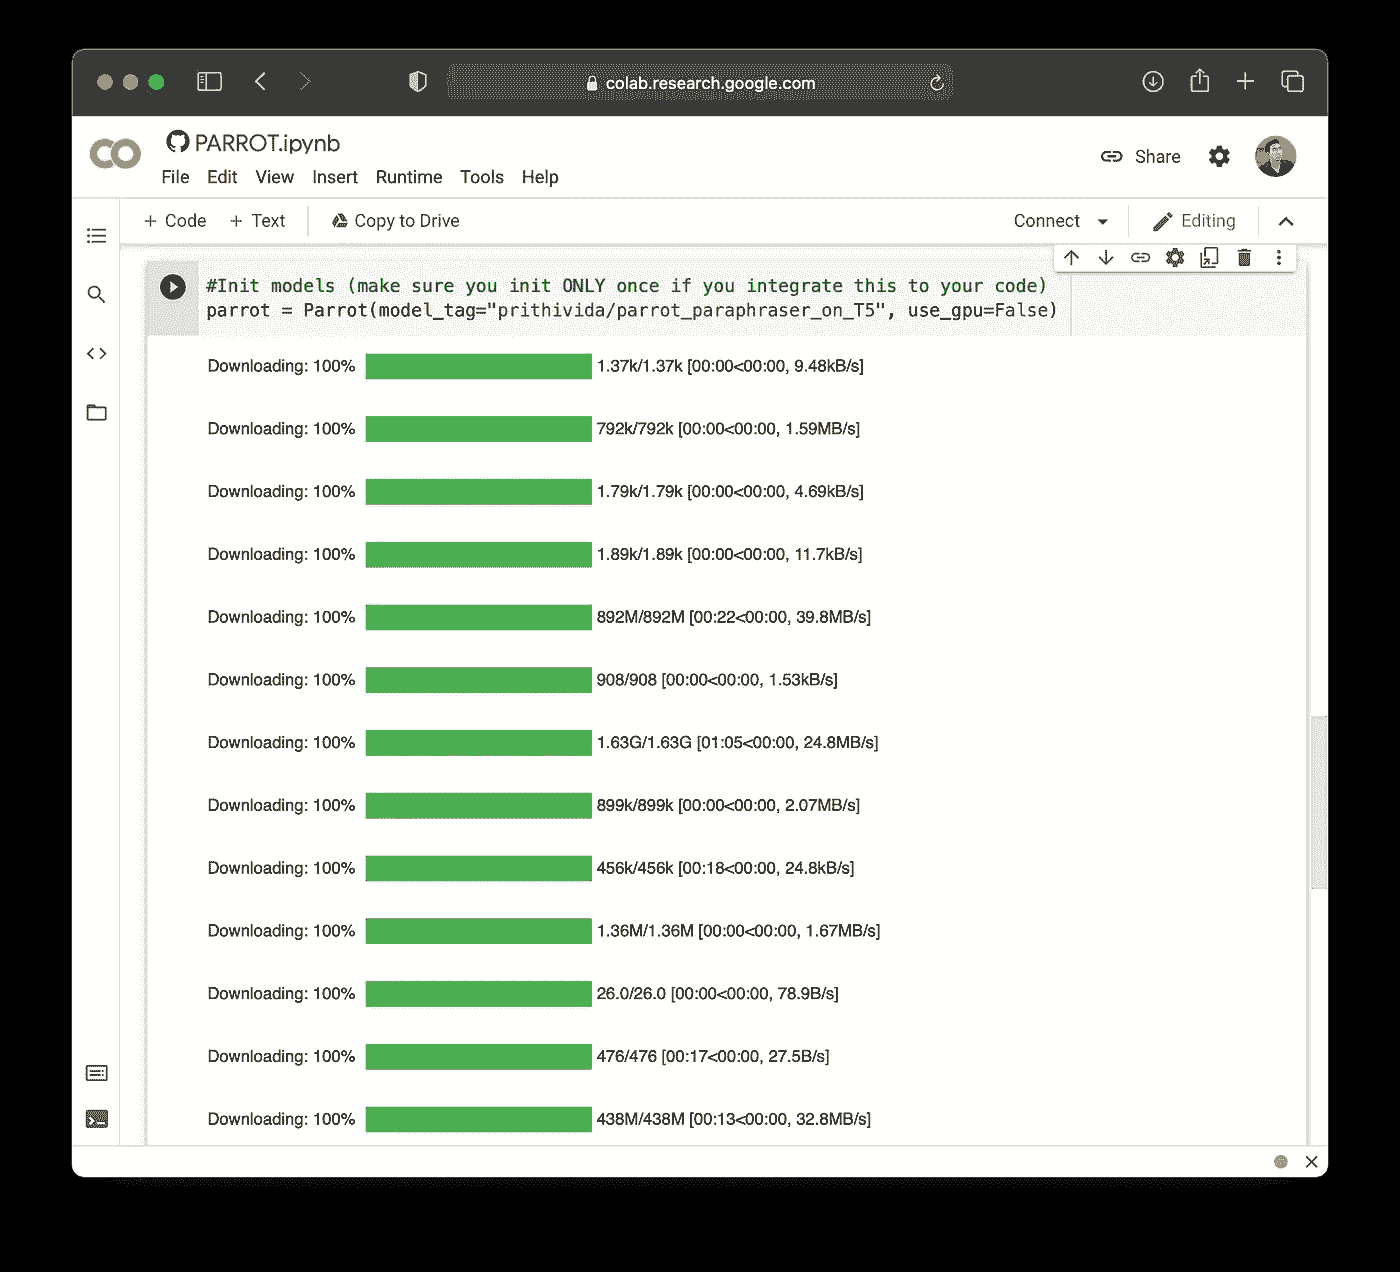 colab.research.google.com
CO
PARROT.ipynb
Share
File Edit View Insert Runtime Tools Help
+ Code + Text Copy to Drive
Connect Editing
#Init models (make sure you init ONLY once if you integrate this to your code)
parrot = Parrot(model_tag="prithivida/parrot_paraphraser_on_T5", use_gpu=False)
Downloading: 100% 1.37k/1.37k [00:00<00:00, 9.48kB/s]
Downloading: 100% 792k/792k [00:00<00:00, 1.59MB/s]
Downloading: 100% 1.79k/1.79k [00:00<00:00, 4.69kB/s]
Downloading: 100% 1.89k/1.89k [00:00<00:00, 11.7kB/s]
Downloading: 100% 892M/892M [00:22<00:00, 39.8MB/s]
Downloading: 100% 908/908 [00:00<00:00, 1.53kB/s]
Downloading: 100% 1.63G/1.63G [01:05<00:00, 24.8MB/s]
Downloading: 100% 899k/899k [00:00<00:00, 2.07MB/s]
Downloading: 100% 456k/456k [00:18<00:00, 24.8kB/s]
Downloading: 100% 1.36M/1.36M [00:00<00:00, 1.67MB/s]
Downloading: 100% 26.0/26.0 [00:00<00:00, 78.9B/s]
Downloading: 100% 476/476 [00:17<00:00, 27.5B/s]
Downloading: 100% 438M/438M [00:13<00:00, 32.8MB/s]